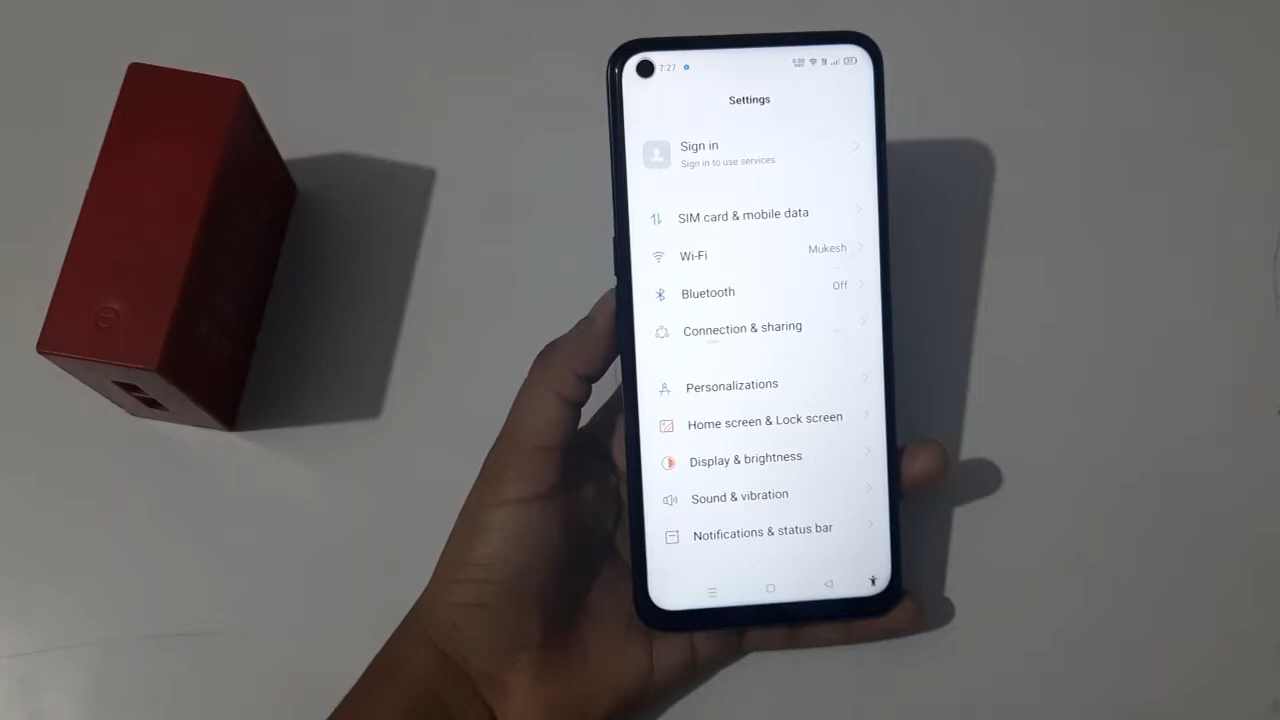 7:27
Settings
Sign in
Sign in to use services.
SIM card & mobile data
Wi-Fi Mukesh
Bluetooth Off
Connection & sharing
Personalizations
Home screen & Lock screen
Display & brightness
Sound & vibration
Notifications & status bar